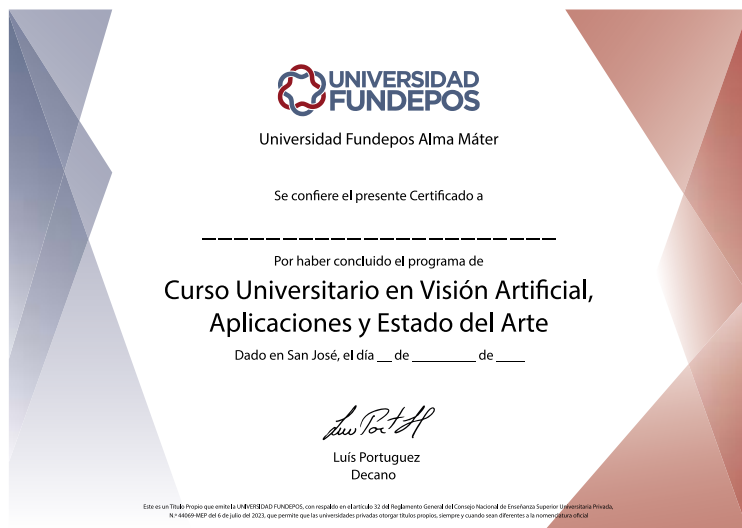 UNIVERSIDAD
FUNDEPOS
Universidad Fundepos Alma Máter
Se confiere el presente Certificado a
_______________________
Por haber concluido el programa de
Curso Universitario en Visión Artificial,
Aplicaciones y Estado del Arte
Dado en San José, el día __ de ________ de ____
Luís Portuguez
Decano
Este es un Título Propio que emite la UNIVERSIDAD FUNDEPOS, con respaldo en el artículo 32 del Reglamento General del Consejo Nacional de Enseñanza Superior Universitaria Privada,
N.º 44069-MEP del 6 de julio del 2023, que permite que las universidades privadas otorgar títulos propios, siempre y cuando sean diferentes a la nomenclatura oficial